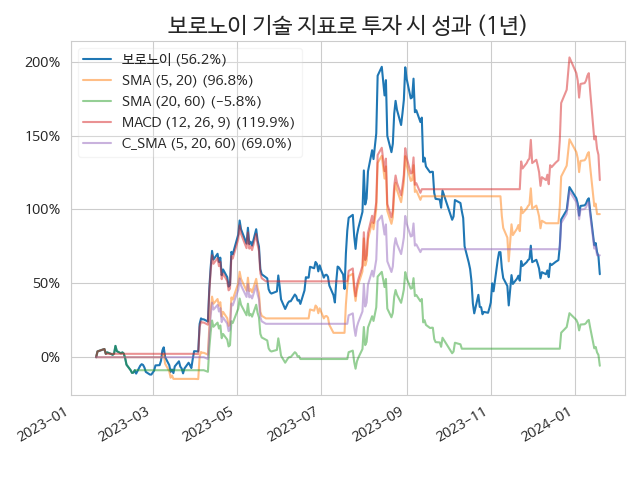 보로노이 기술 지표로 투자 시 성과 (1년)
보로노이 (56.2%)
SMA (5, 20) (96.8%)
SMA (20, 60) (−5.8%)
MACD (12, 26, 9) (119.9%)
C_SMA (5, 20, 60) (69.0%)
200%
150%
100%
50%
0%
2023−01
2023−03
2023−05
2023−07
2023−09
2023−11
2024−01